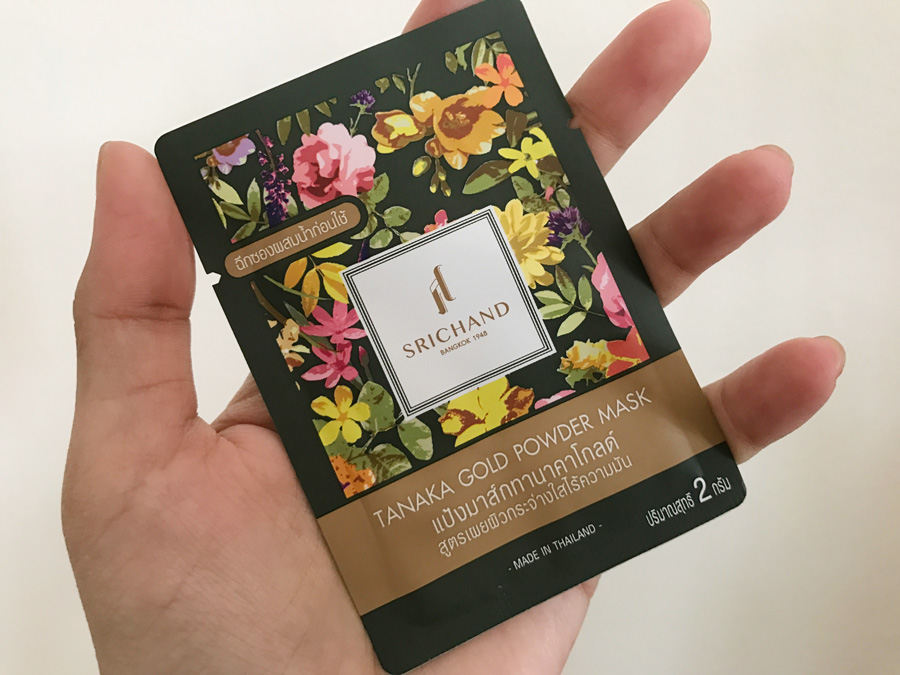 ฉีกซองผสมน้ำก่อนใช้
SRICHAND
BANGKOK 1948
TANAKA GOLD POWDER MASK
แป้งมาส์กทานาคาโกลด์
สูตรเผยผิวกระจ่างใสไร้ความมัน
- MADE IN THAILAND -
ปริมาณสุทธิ 2 กรัม